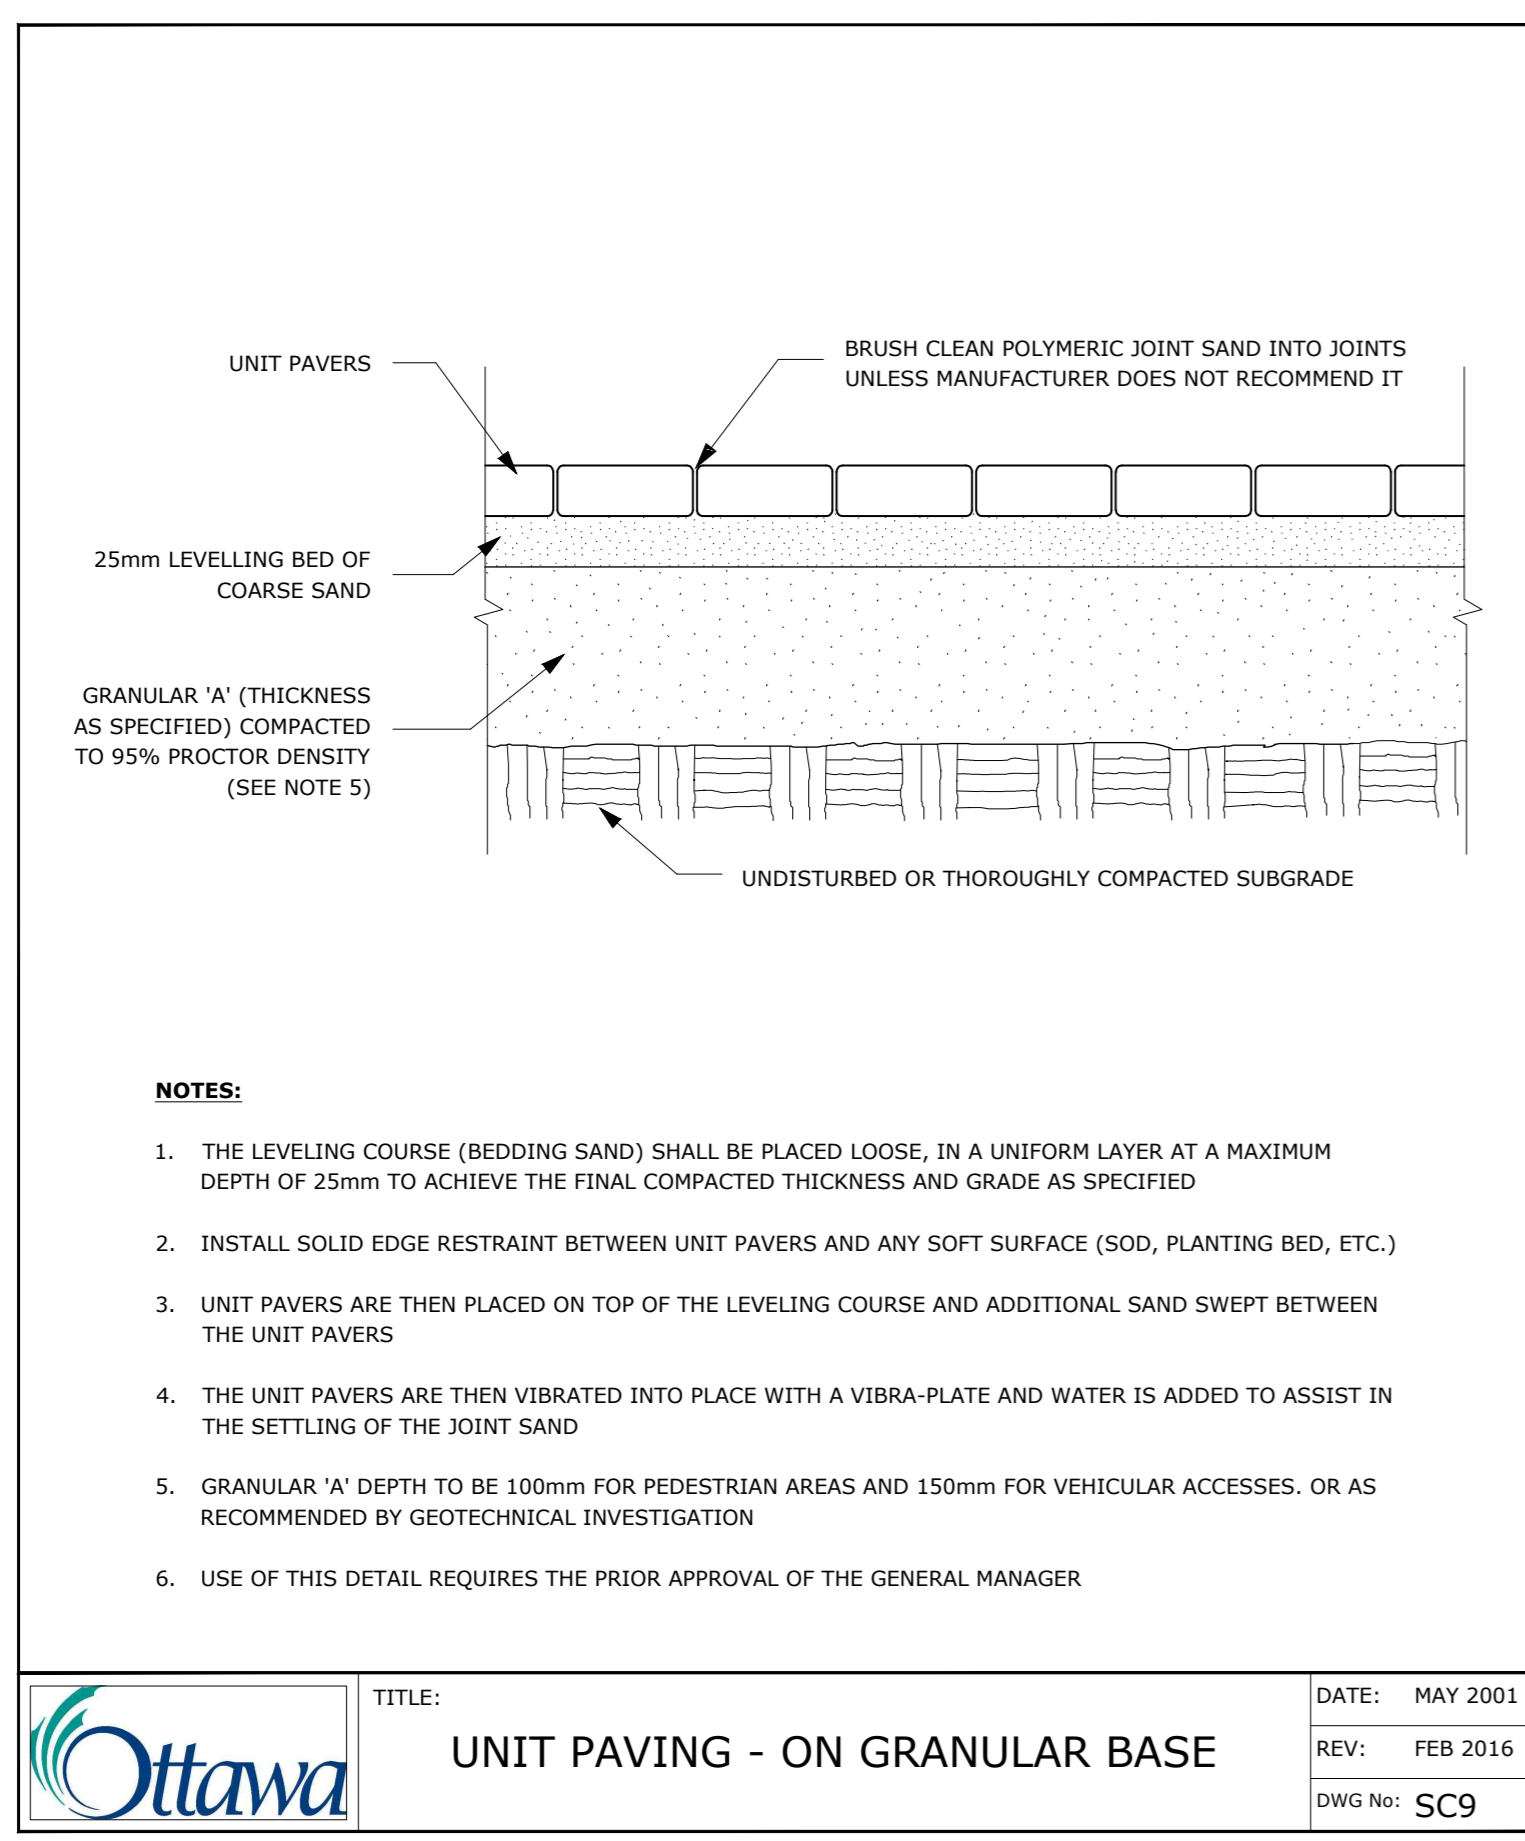 UNIT PAVERS
BRUSH CLEAN POLYMERIC JOINT SAND INTO JOINTS
UNLESS MANUFACTURER DOES NOT RECOMMEND IT
25mm LEVELLING BED OF
COARSE SAND
GRANULAR 'A' (THICKNESS
AS SPECIFIED) COMPACTED
TO 95% PROCTOR DENSITY
(SEE NOTE 5)
UNDISTURBED OR THOROUGHLY COMPACTED SUBGRADE
NOTES:
1. THE LEVELING COURSE (BEDDING SAND) SHALL BE PLACED LOOSE, IN A UNIFORM LAYER AT A MAXIMUM
DEPTH OF 25mm TO ACHIEVE THE FINAL COMPACTED THICKNESS AND GRADE AS SPECIFIED
2. INSTALL SOLID EDGE RESTRAINT BETWEEN UNIT PAVERS AND ANY SOFT SURFACE (SOD, PLANTING BED, ETC.)
3. UNIT PAVERS ARE THEN PLACED ON TOP OF THE LEVELING COURSE AND ADDITIONAL SAND SWEPT BETWEEN
THE UNIT PAVERS
4. THE UNIT PAVERS ARE THEN VIBRATED INTO PLACE WITH A VIBRA-PLATE AND WATER IS ADDED TO ASSIST IN
THE SETTLING OF THE JOINT SAND
5. GRANULAR 'A' DEPTH TO BE 100mm FOR PEDESTRIAN AREAS AND 150mm FOR VEHICULAR ACCESSES. OR AS
RECOMMENDED BY GEOTECHNICAL INVESTIGATION
6. USE OF THIS DETAIL REQUIRES THE PRIOR APPROVAL OF THE GENERAL MANAGER
Ottawa
TITLE:
UNIT PAVING - ON GRANULAR BASE
DATE: MAY 2001
REV: FEB 2016
DWG No: SC9